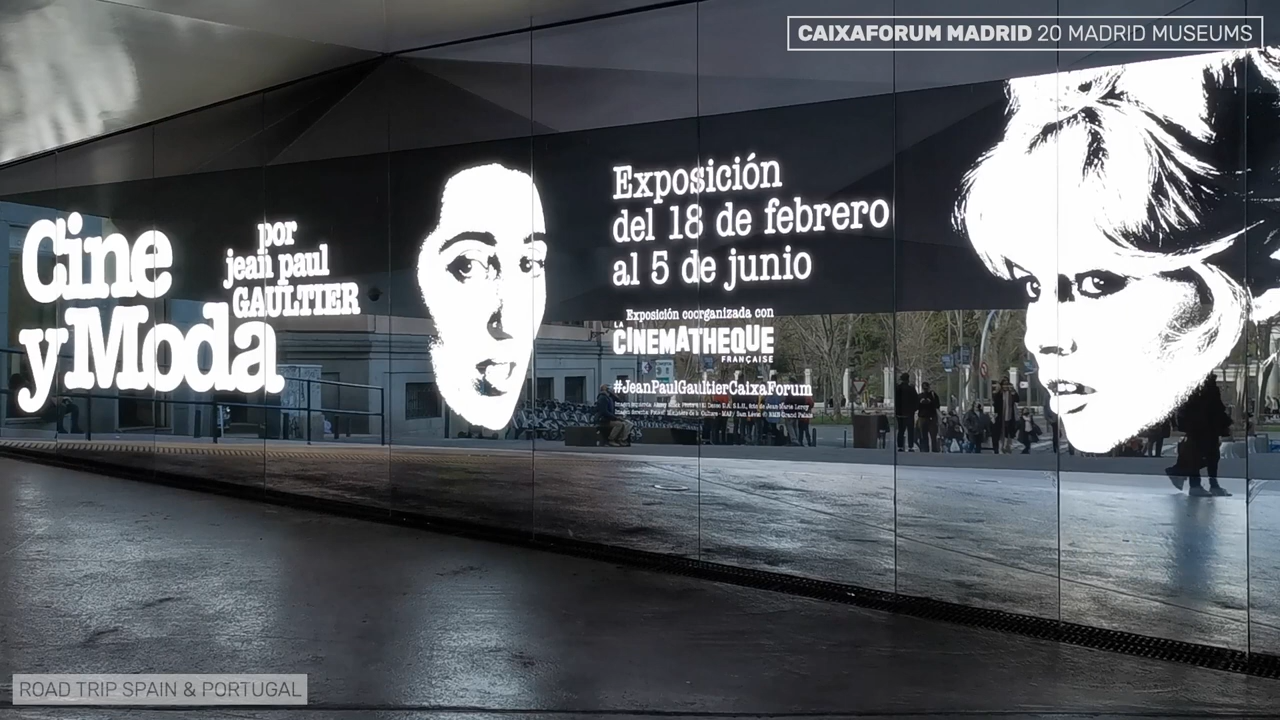 CAIXAFORUM MADRID 20 MADRID MUSEUMS
Cine
y Moda
por
jean paul
GAULTIER
Exposición
del 18 de febrero
al 5 de junio
Exposición coorganizada con
LA
CINEMATHEQUE
FRANÇAISE
#JeanPaulGaultierCaixaForum
ROAD TRIP SPAIN & PORTUGAL